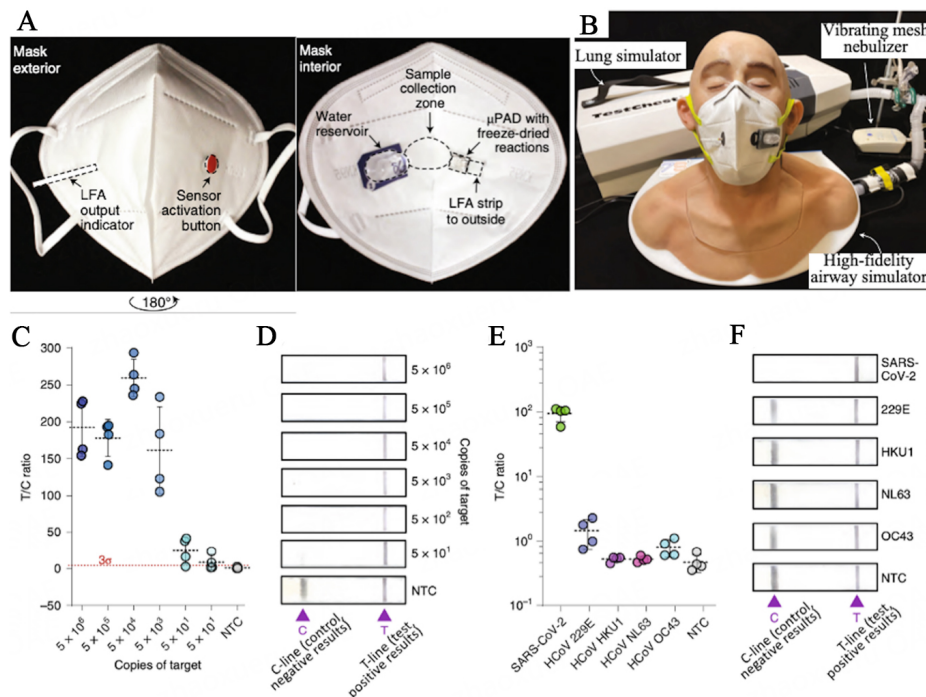 A
Mask
exterior
LFA
output
indicator
Sensor
activation
button
180°
Mask
interior
Sample
collection
zone
Water
reservoir
µPAD with
freeze-dried
reactions
LFA strip
to outside
B
Lung simulator
Vibrating mesh
nebulizer
TestChest
High-fidelity
airway simulator
C
T/C ratio
300
250
200
150
100
50
0
−50
3σ
5 × 10⁶
5 × 10⁵
5 × 10⁴
5 × 10³
5 × 10¹
5 × 10¹
NTC
Copies of target
D
5 × 10⁶
5 × 10⁵
5 × 10⁴
5 × 10³
5 × 10²
5 × 10¹
NTC
Copies of target
C
T
C-line (control,
negative results)
T-line (test,
positive results)
E
T/C ratio
10³
10²
10¹
10⁰
10⁻¹
SARS-CoV-2
HCoV 229E
HCoV HKU1
HCoV NL63
HCoV OC43
NTC
F
SARS-
CoV-2
229E
HKU1
NL63
OC43
NTC
C
T
C-line (control,
negative results)
T-line (test,
positive results)